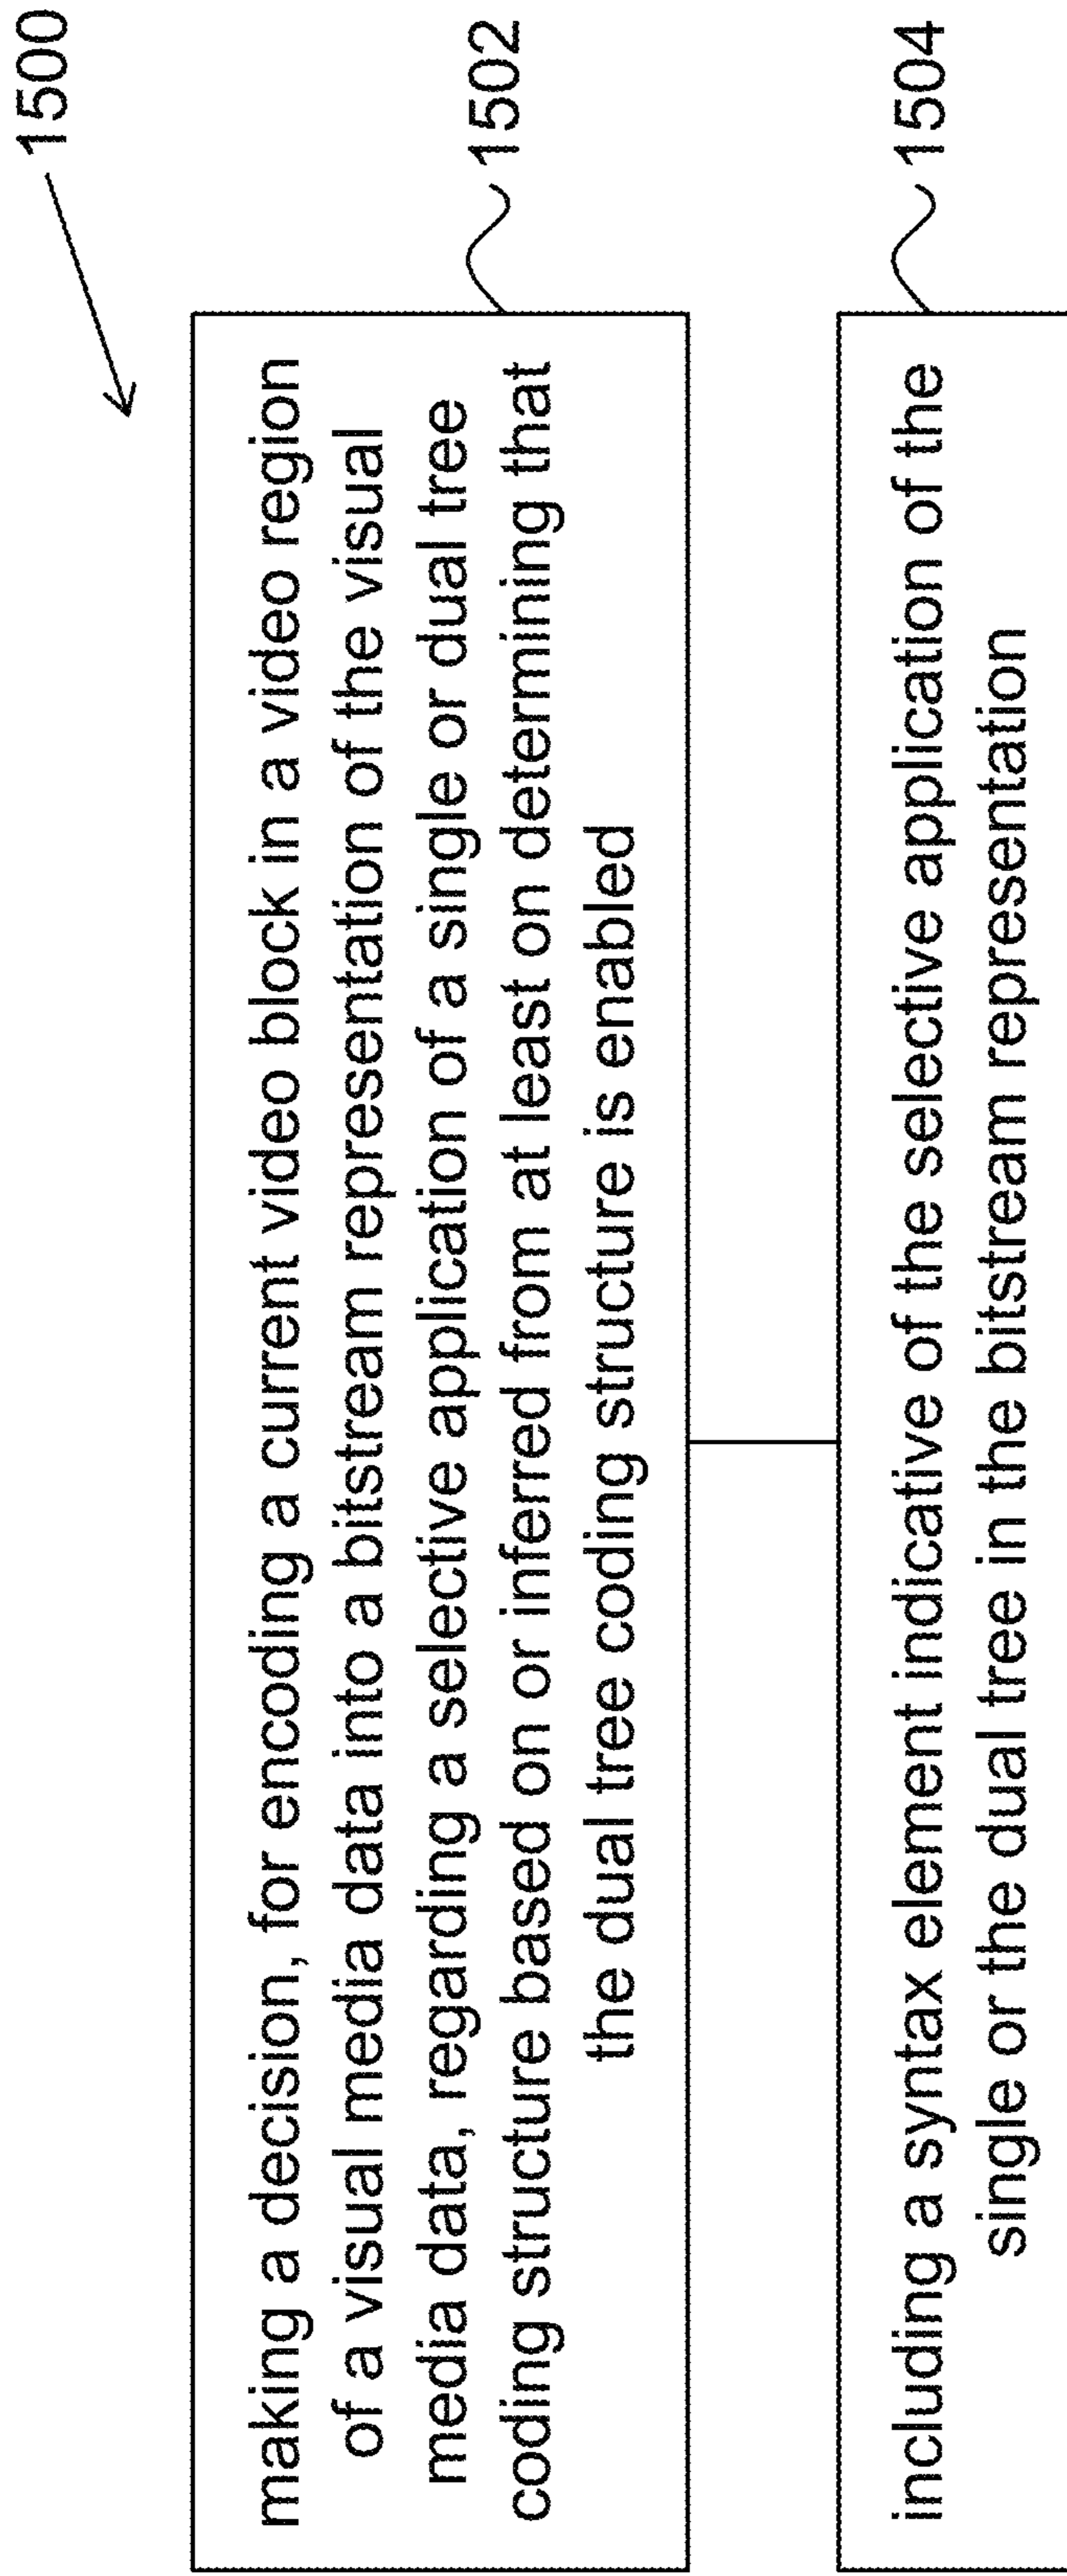 1500
making a decision, for encoding a current video block in a video region
of a visual media data into a bitstream representation of the visual
media data, regarding a selective application of a single or dual tree
coding structure based on or inferred from at least on determining that
the dual tree coding structure is enabled
1502
including a syntax element indicative of the selective application of the
single or the dual tree in the bitstream representation
1504